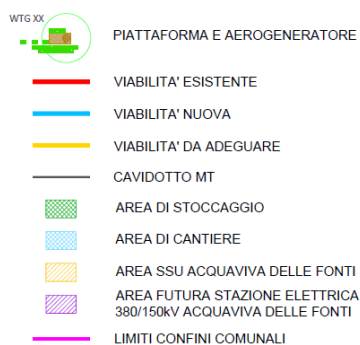 WTG XX
PIATTAFORMA E AEROGENERATORE
VIABILITA' ESISTENTE
VIABILITA' NUOVA
VIABILITA' DA ADEGUARE
CAVIDOTTO MT
AREA DI STOCCAGGIO
AREA DI CANTIERE
AREA SSU ACQUAVIVA DELLE FONTI
AREA FUTURA STAZIONE ELETTRICA
380/150kV ACQUAVIVA DELLE FONTI
LIMITI CONFINI COMUNALI